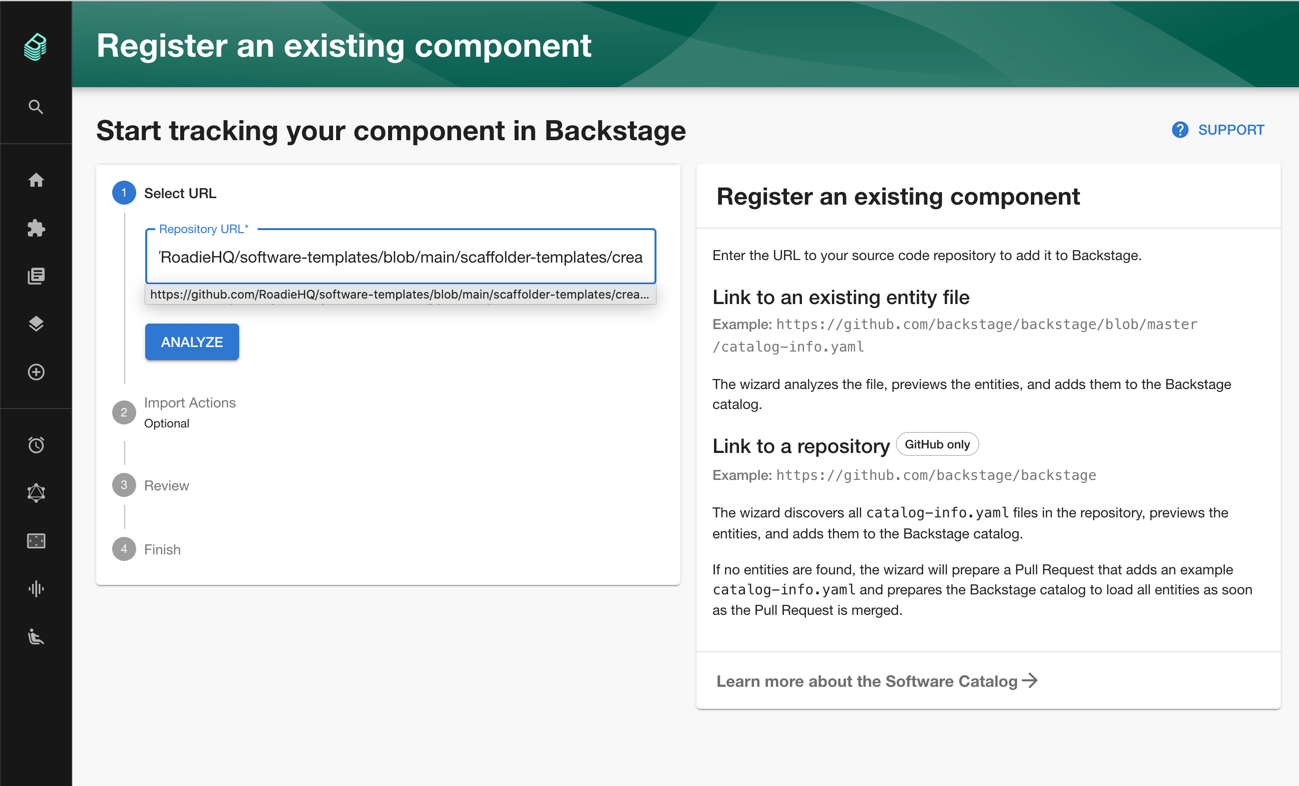 Register an existing component
Start tracking your component in Backstage
? SUPPORT
1 Select URL
Repository URL*
/RoadieHQ/software-templates/blob/main/scaffolder-templates/crea
https://github.com/RoadieHQ/software-templates/blob/main/scaffolder-templates/crea...
ANALYZE
2 Import Actions
Optional
3 Review
4 Finish
Register an existing component
Enter the URL to your source code repository to add it to Backstage.
Link to an existing entity file
Example: https://github.com/backstage/backstage/blob/master
/catalog-info.yaml
The wizard analyzes the file, previews the entities, and adds them to the Backstage
catalog.
Link to a repository GitHub only
Example: https://github.com/backstage/backstage
The wizard discovers all catalog-info.yaml files in the repository, previews the
entities, and adds them to the Backstage catalog.
If no entities are found, the wizard will prepare a Pull Request that adds an example
catalog-info.yaml and prepares the Backstage catalog to load all entities as soon
as the Pull Request is merged.
Learn more about the Software Catalog →